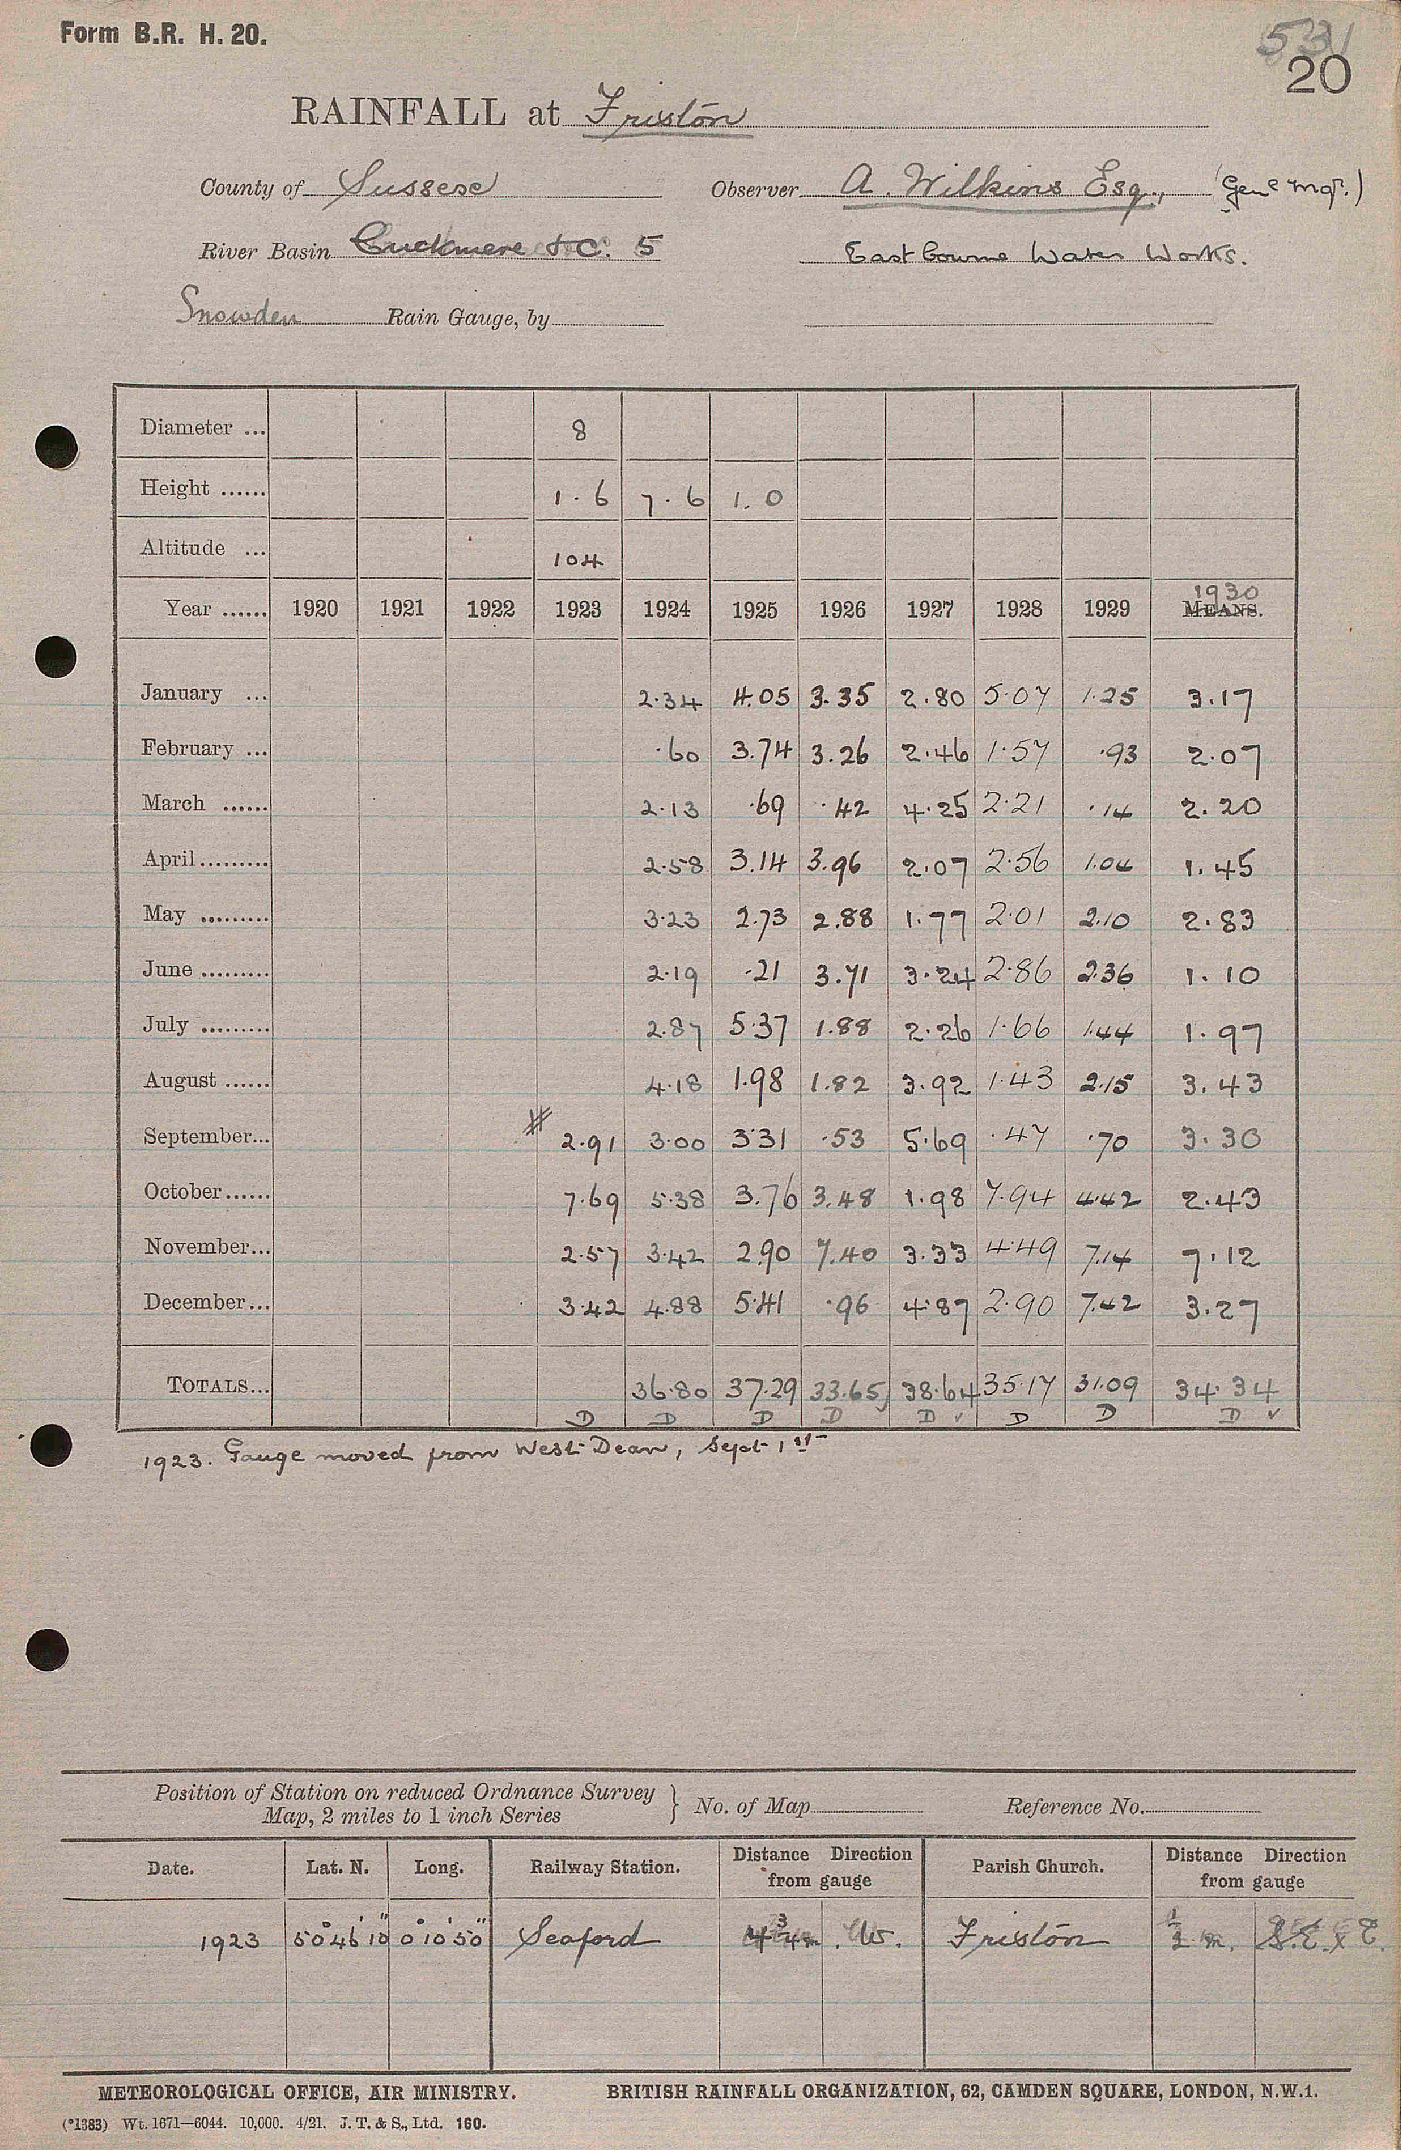 Form B.R. H. 20.
531
20
RAINFALL at Friston
County of Sussex Observer A. Wilkins Esq., (Genl Mgr.)
River Basin Cuckmere &c. 5 Eastbourne Water Works.
Snowden Rain Gauge, by
Diameter ... 8
Height ...... 1.6 7.6 1.0
Altitude ... 104
Year ...... 1920 1921 1922 1923 1924 1925 1926 1927 1928 1929 1930 MEANS.
January ... 2.34 4.05 3.35 2.80 5.07 1.25 3.17
February ... .60 3.74 3.26 2.46 1.57 .93 2.07
March ...... 2.13 .69 .42 4.25 2.21 .14 2.20
April ......... 2.58 3.14 3.96 2.07 2.56 1.04 1.45
May ......... 3.23 2.73 2.88 1.77 2.01 2.10 2.83
June ......... 2.19 .21 3.71 3.24 2.86 2.36 1.10
July ......... 2.87 5.37 1.88 2.26 1.66 1.44 1.97
August ...... 4.18 1.98 1.82 3.92 1.43 2.15 3.43
September... # 2.91 3.00 3.31 .53 5.69 .47 .70 3.30
October...... 7.69 5.38 3.76 3.48 1.98 7.94 4.42 2.43
November... 2.57 3.42 2.90 7.40 3.33 4.49 7.14 7.12
December... 3.42 4.88 5.41 .96 4.87 2.90 7.42 3.27
TOTALS... 36.80 37.29 33.65 38.64 35.17 31.09 34.34
D D D D D ✓ D D D ✓
1923. Gauge moved from West Dean, Sept 1st
Position of Station on reduced Ordnance Survey
Map, 2 miles to 1 inch Series } No. of Map Reference No.
Date. Lat. N. Long. Railway Station. Distance Direction from gauge Parish Church. Distance Direction from gauge
1923 50° 46' 10" 0° 10' 50" Seaford 4 3/4 m. W. Friston 1/2 m. S.E. x E.
METEOROLOGICAL OFFICE, AIR MINISTRY. BRITISH RAINFALL ORGANIZATION, 62, CAMDEN SQUARE, LONDON, N.W.1.
(*1383) Wt. 1671—6044. 10,000. 4/21. J. T. & S., Ltd. 160.